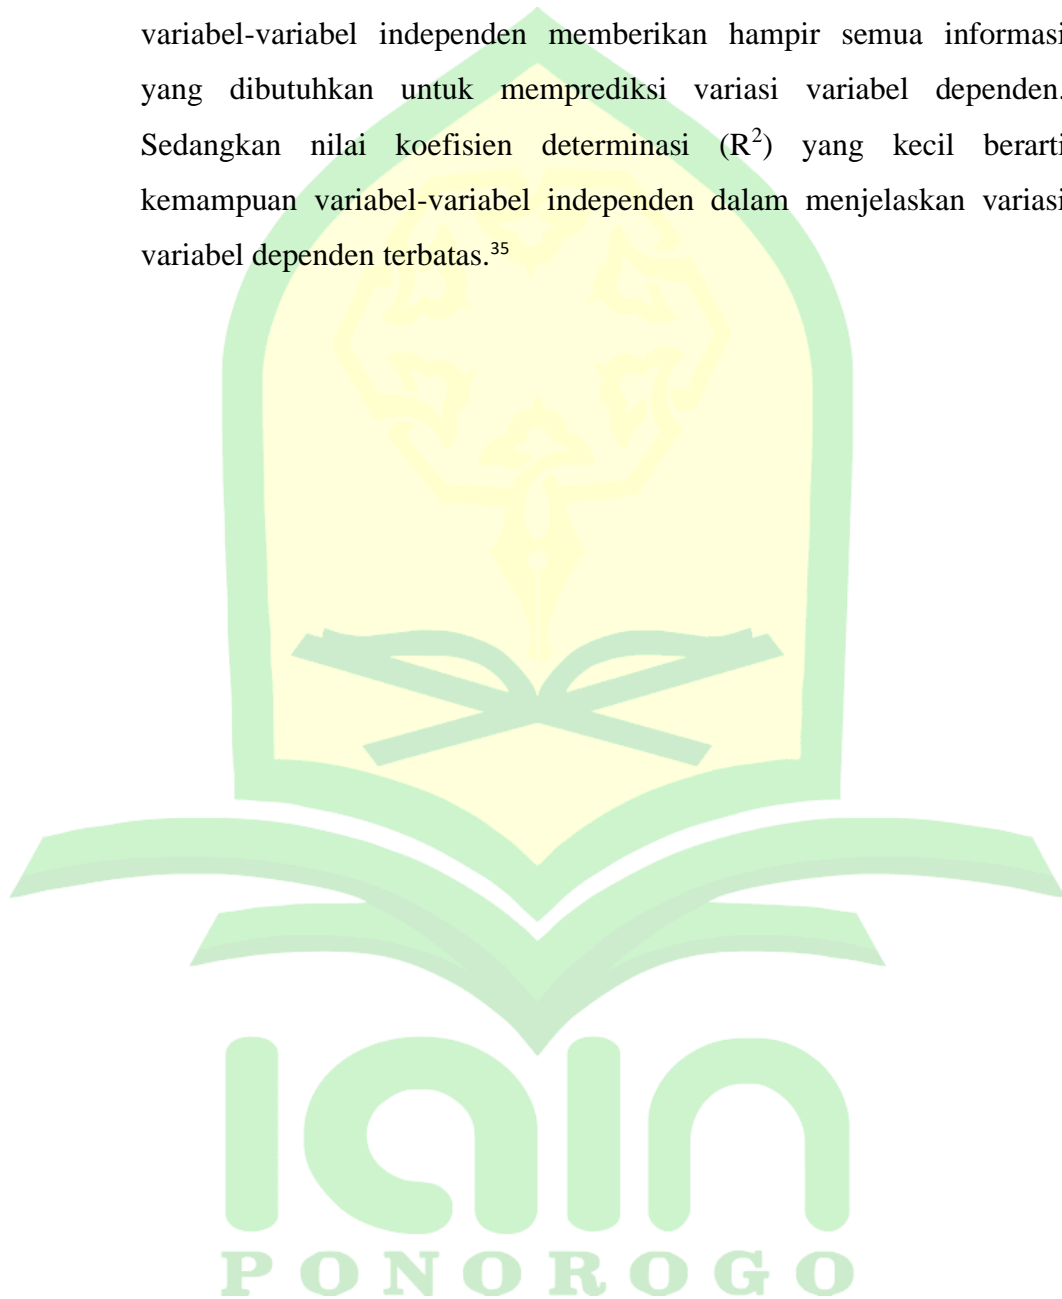 variabel-variabel independen memberikan hampir semua informasi
yang dibutuhkan untuk memprediksi variasi variabel dependen.
Sedangkan nilai koefisien determinasi (R²) yang kecil berarti
kemampuan variabel-variabel independen dalam menjelaskan variasi
variabel dependen terbatas.³⁵
iain
PONOROGO